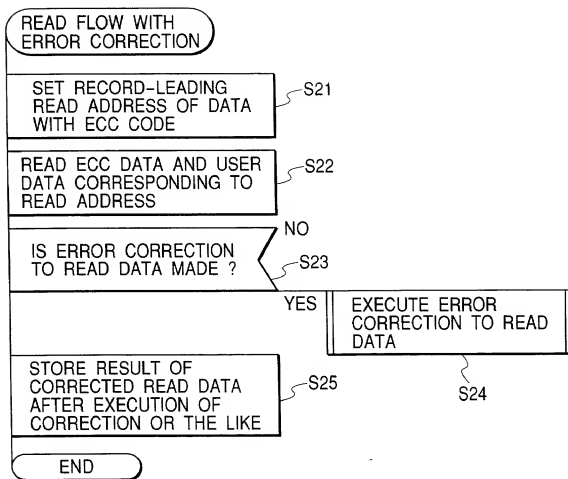 READ FLOW WITH
ERROR CORRECTION
SET RECORD-LEADING
READ ADDRESS OF DATA
WITH ECC CODE
S21
READ ECC DATA AND USER
DATA CORRESPONDING TO
READ ADDRESS
S22
NO
IS ERROR CORRECTION
TO READ DATA MADE ?
S23
YES
EXECUTE ERROR
CORRECTION TO READ
DATA
S24
STORE RESULT OF
CORRECTED READ DATA
AFTER EXECUTION OF
CORRECTION OR THE LIKE
S25
END